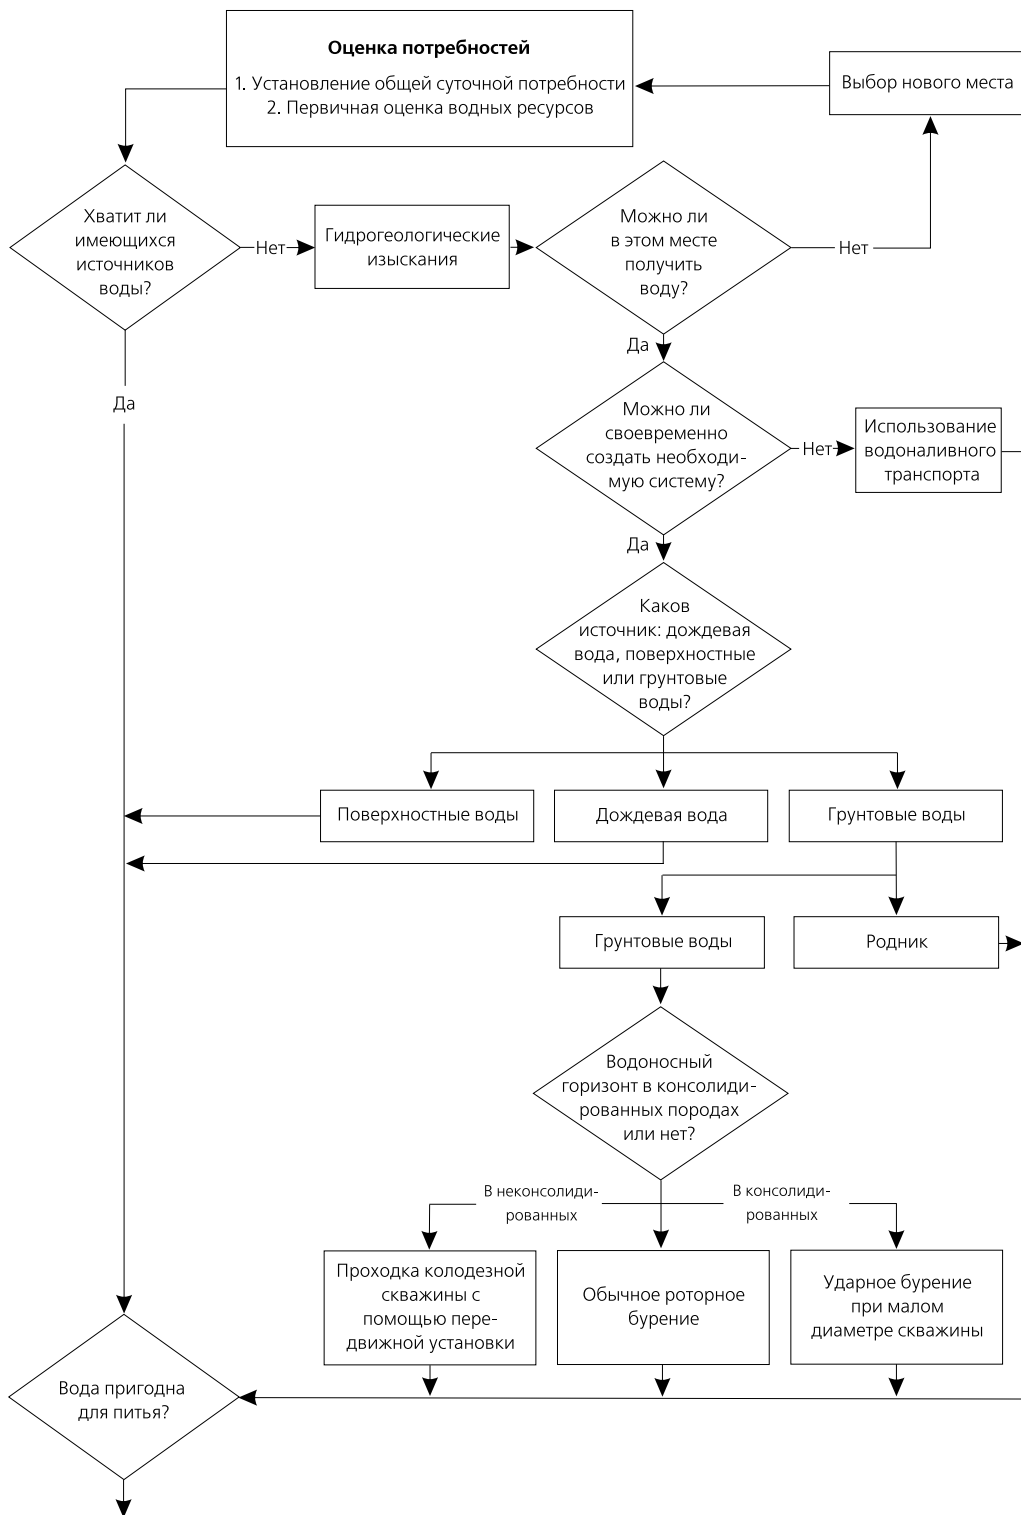 Оценка потребностей
1. Установление общей суточной потребности
2. Первичная оценка водных ресурсов
Выбор нового места
Хватит ли
имеющихся
источников
воды?
Нет
Гидрогеологические
изыскания
Можно ли
в этом месте
получить
воду?
Нет
Да
Да
Можно ли
своевременно
создать необходи-
мую систему?
Нет
Использование
водоналивного
транспорта
Да
Каков
источник: дождевая
вода, поверхностные
или грунтовые
воды?
Поверхностные воды
Дождевая вода
Грунтовые воды
Грунтовые воды
Родник
Водоносный
горизонт в консолиди-
рованных породах
или нет?
В неконсолиди-
рованных
В консолиди-
рованных
Проходка колодезной
скважины с
помощью пере-
движной установки
Обычное роторное
бурение
Ударное бурение
при малом
диаметре скважины
Вода пригодна
для питья?